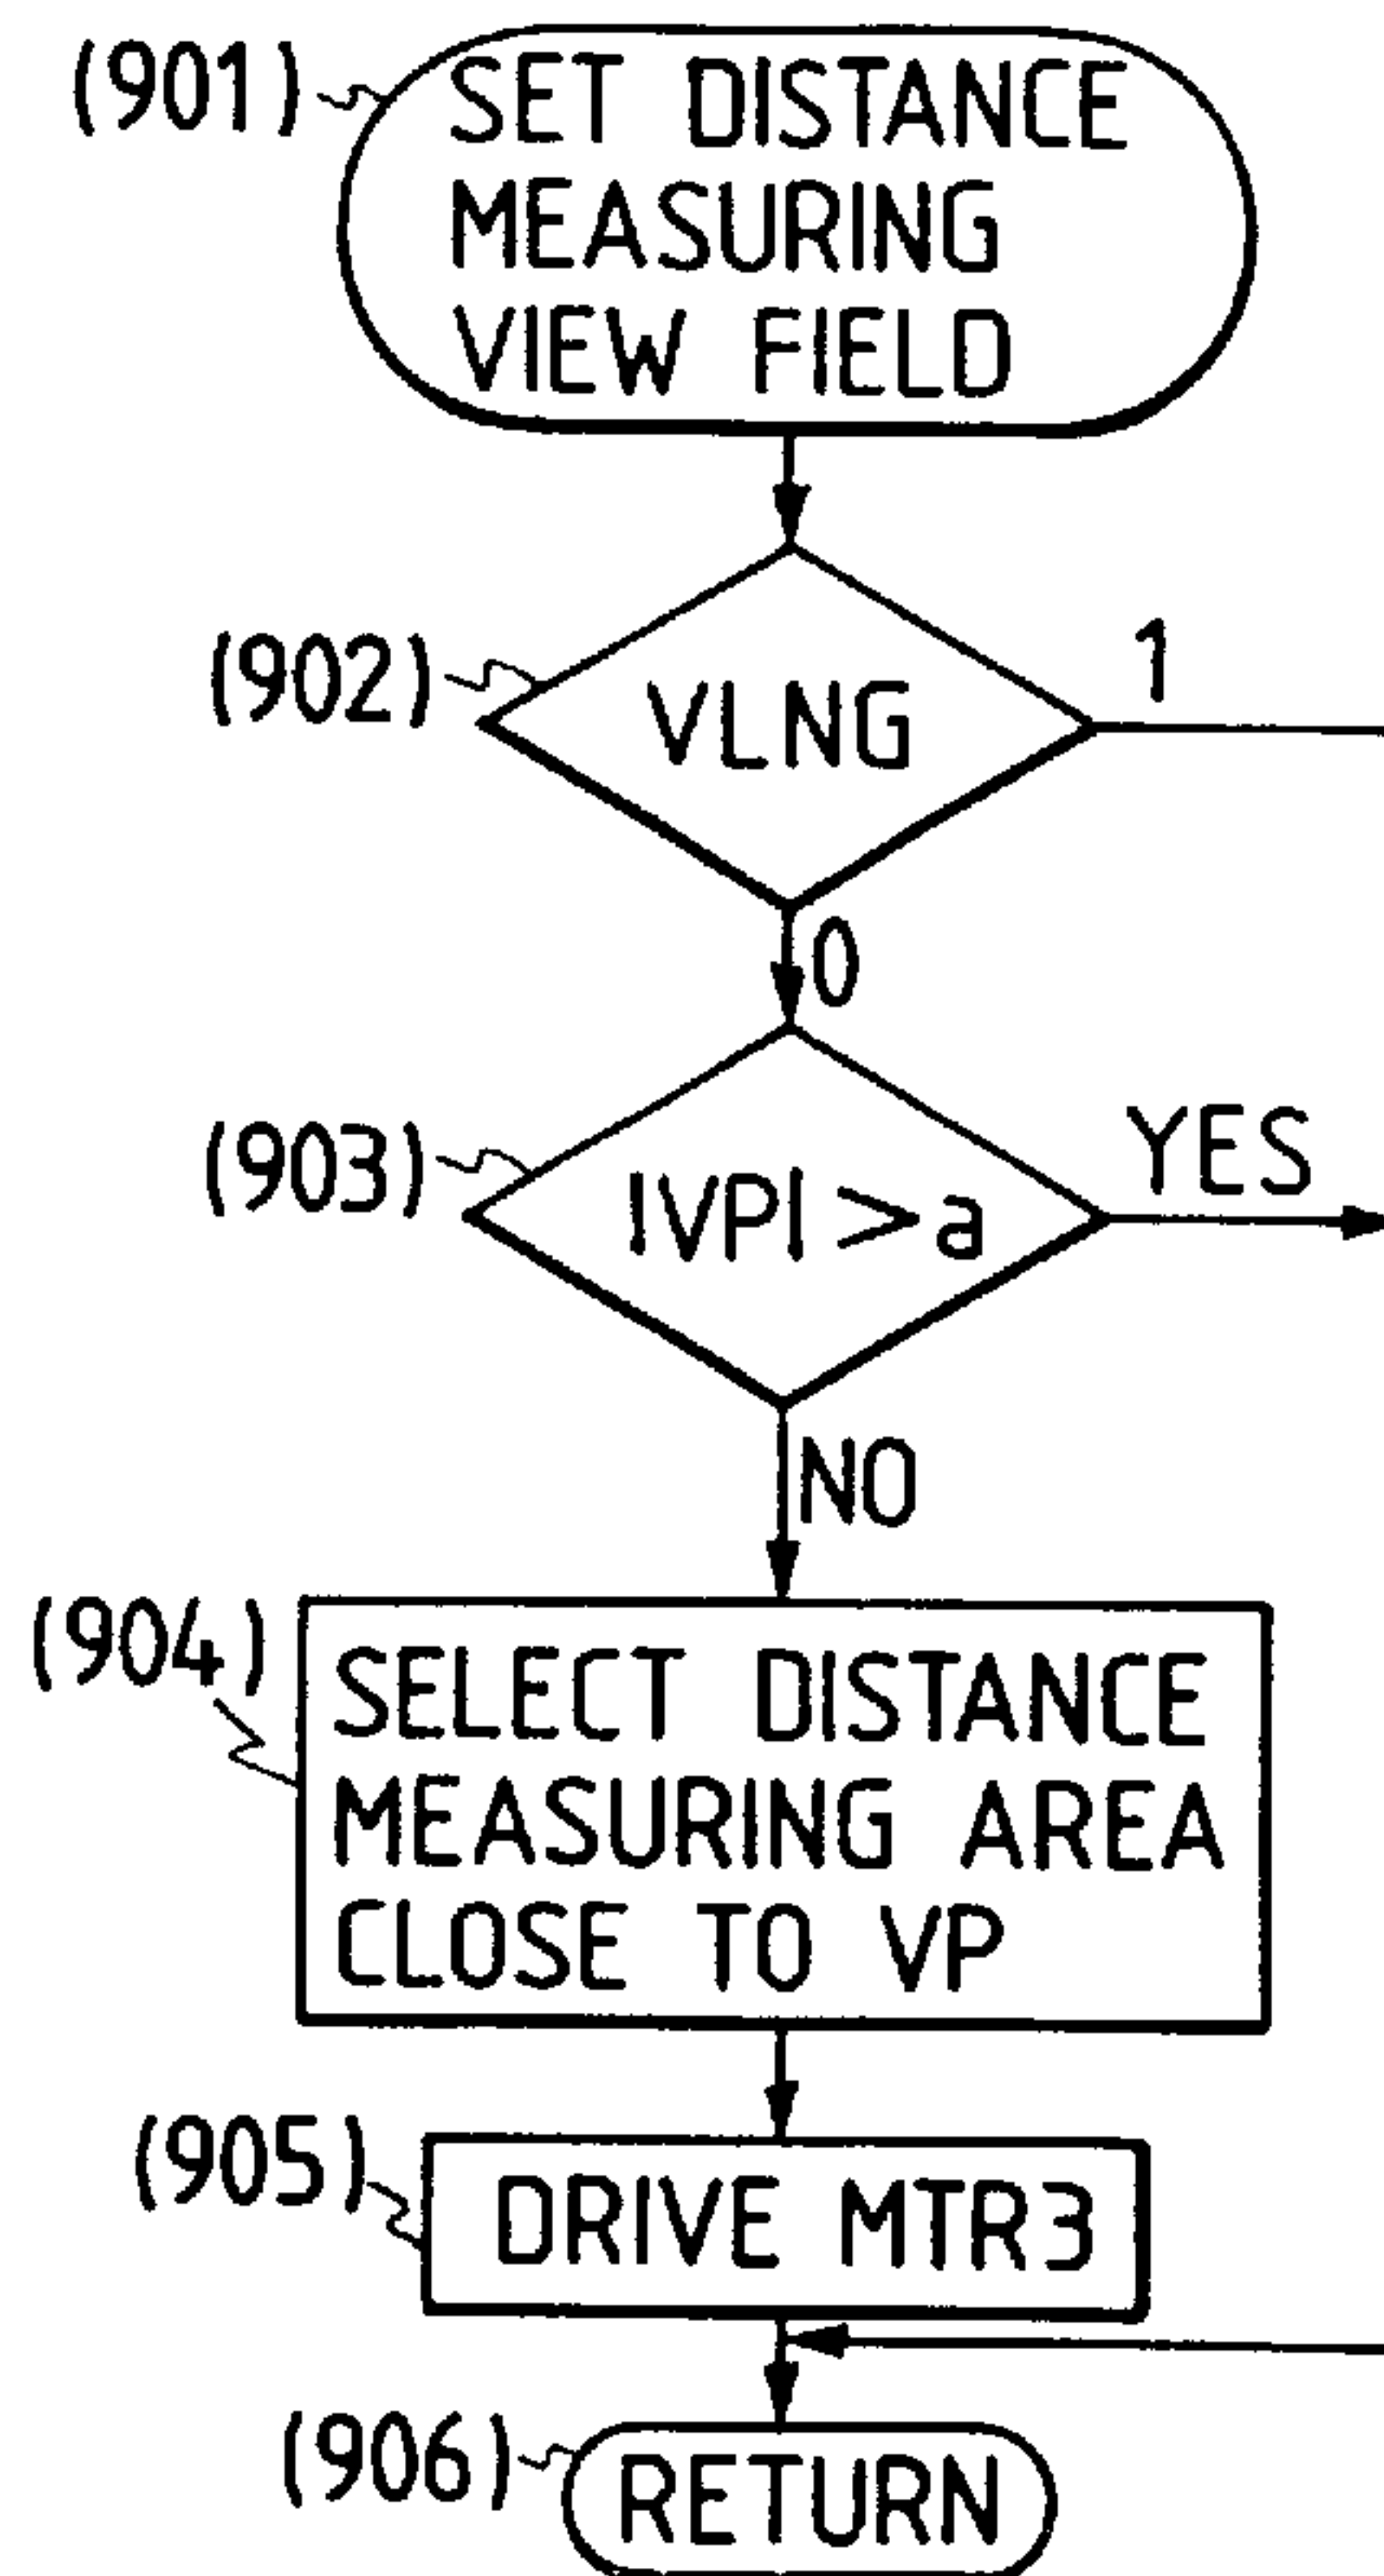 (901)
SET DISTANCE
MEASURING
VIEW FIELD
(902)
VLNG
1
0
(903)
|VP|>a
YES
NO
(904)
SELECT DISTANCE
MEASURING AREA
CLOSE TO VP
(905)
DRIVE MTR3
(906)
RETURN